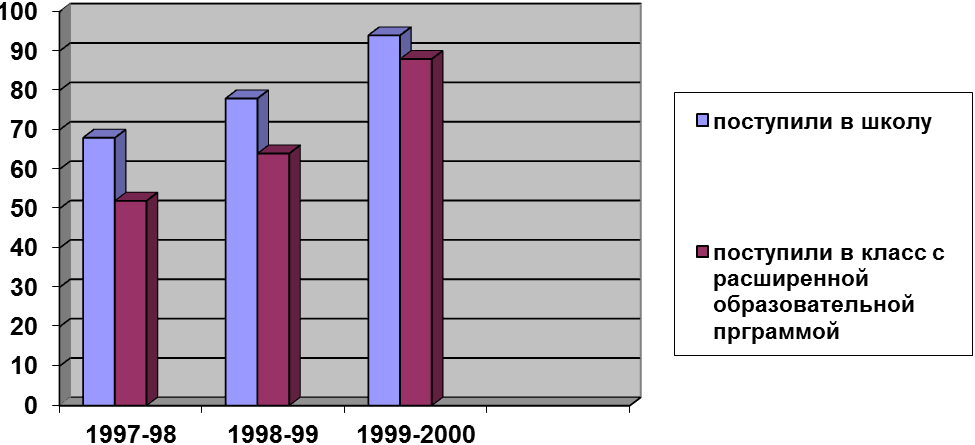 100
90
80
70
60
50
40
30
20
10
0
1997-98 1998-99 1999-2000
поступили в школу
поступили в класс с
расширенной
образовательной
прграммой